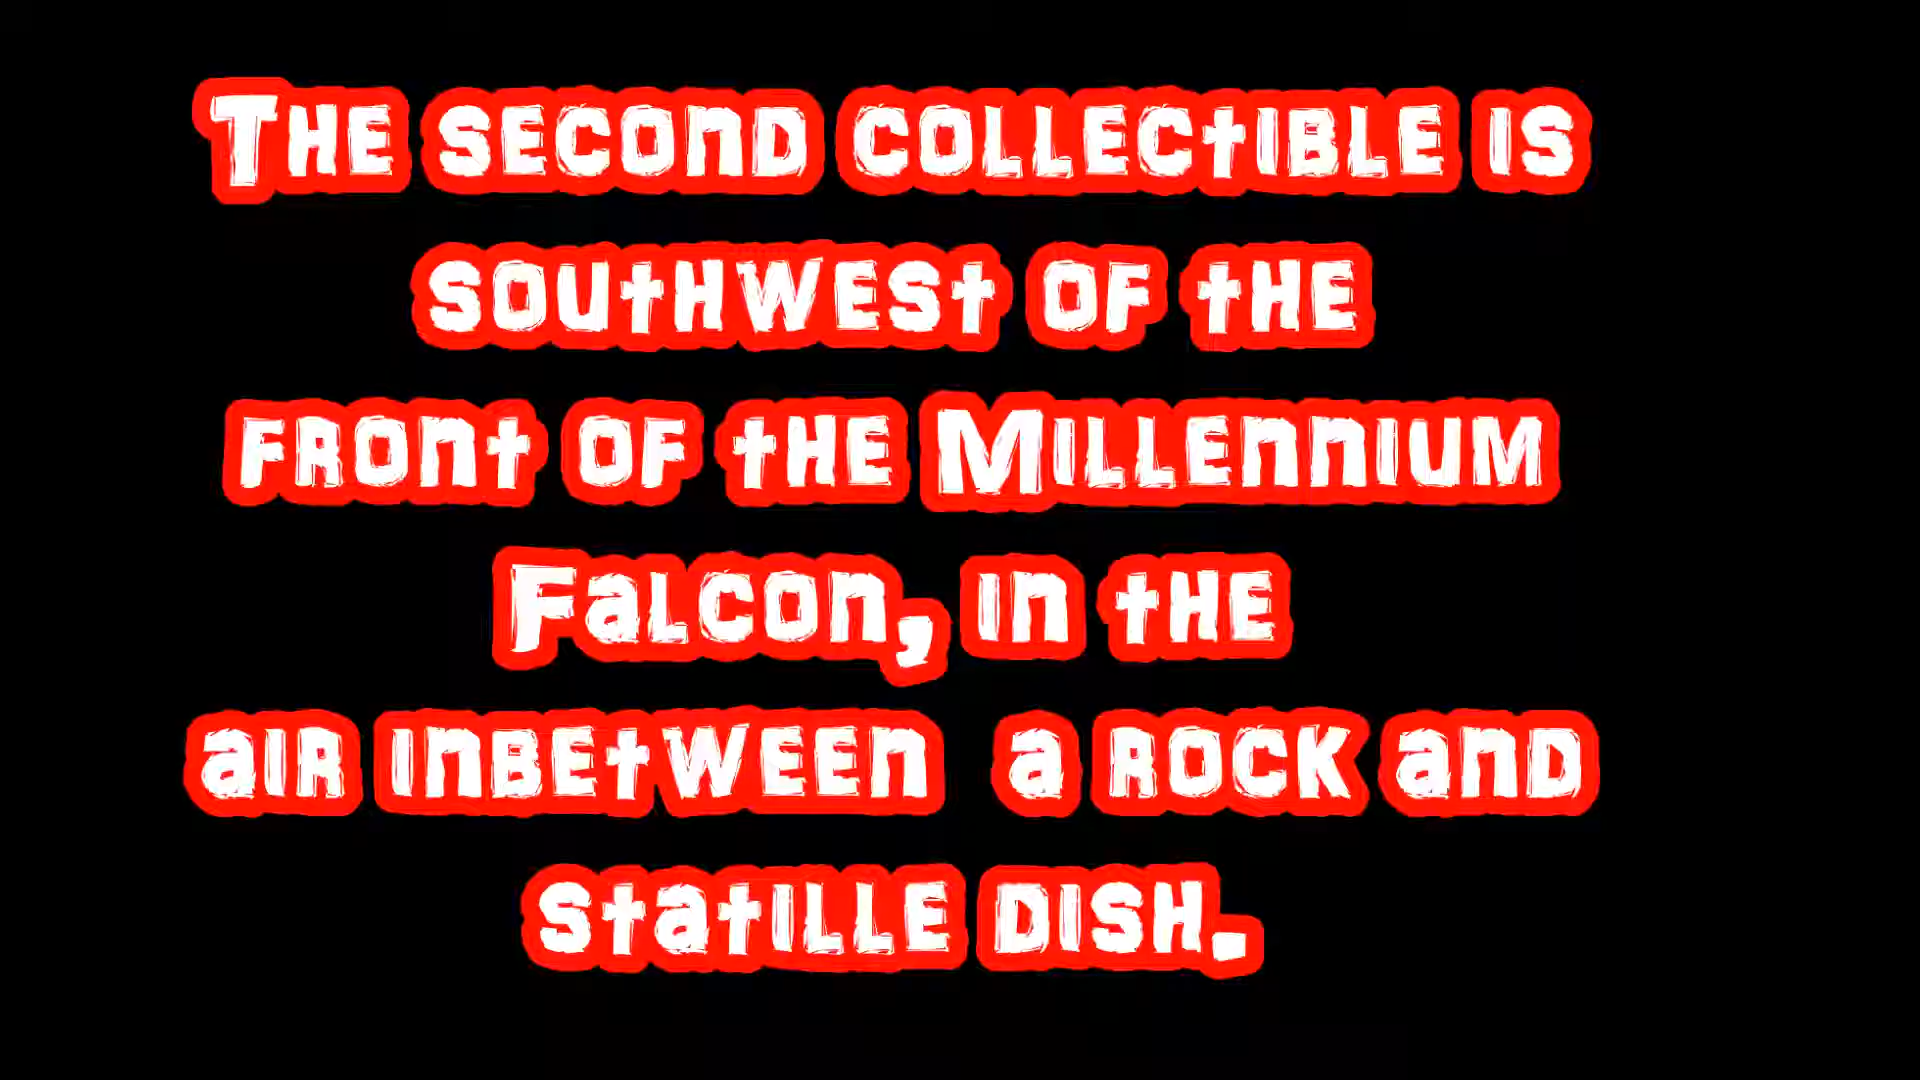 The second collectible is
southwest of the
front of the Millennium
Falcon, in the
air inbetween  a rock and
statille dish.